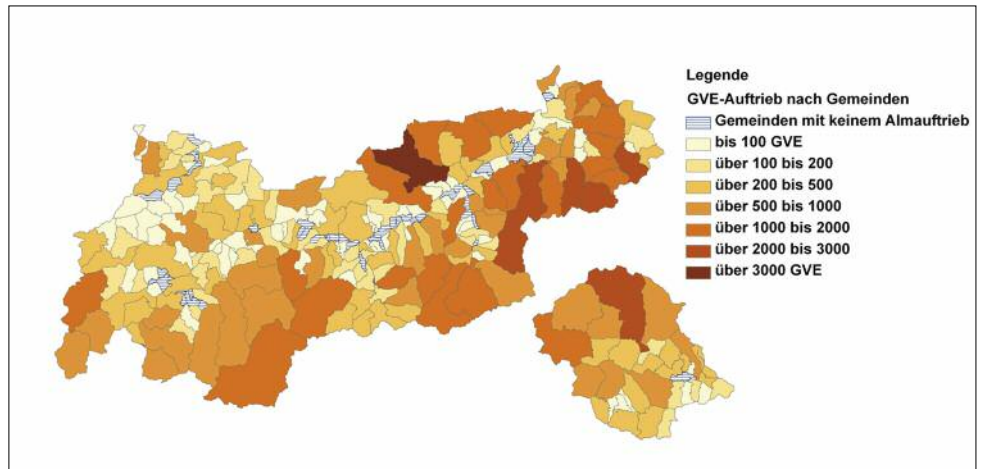 Legende
GVE-Auftrieb nach Gemeinden
Gemeinden mit keinem Almauftrieb
bis 100 GVE
über 100 bis 200
über 200 bis 500
über 500 bis 1000
über 1000 bis 2000
über 2000 bis 3000
über 3000 GVE